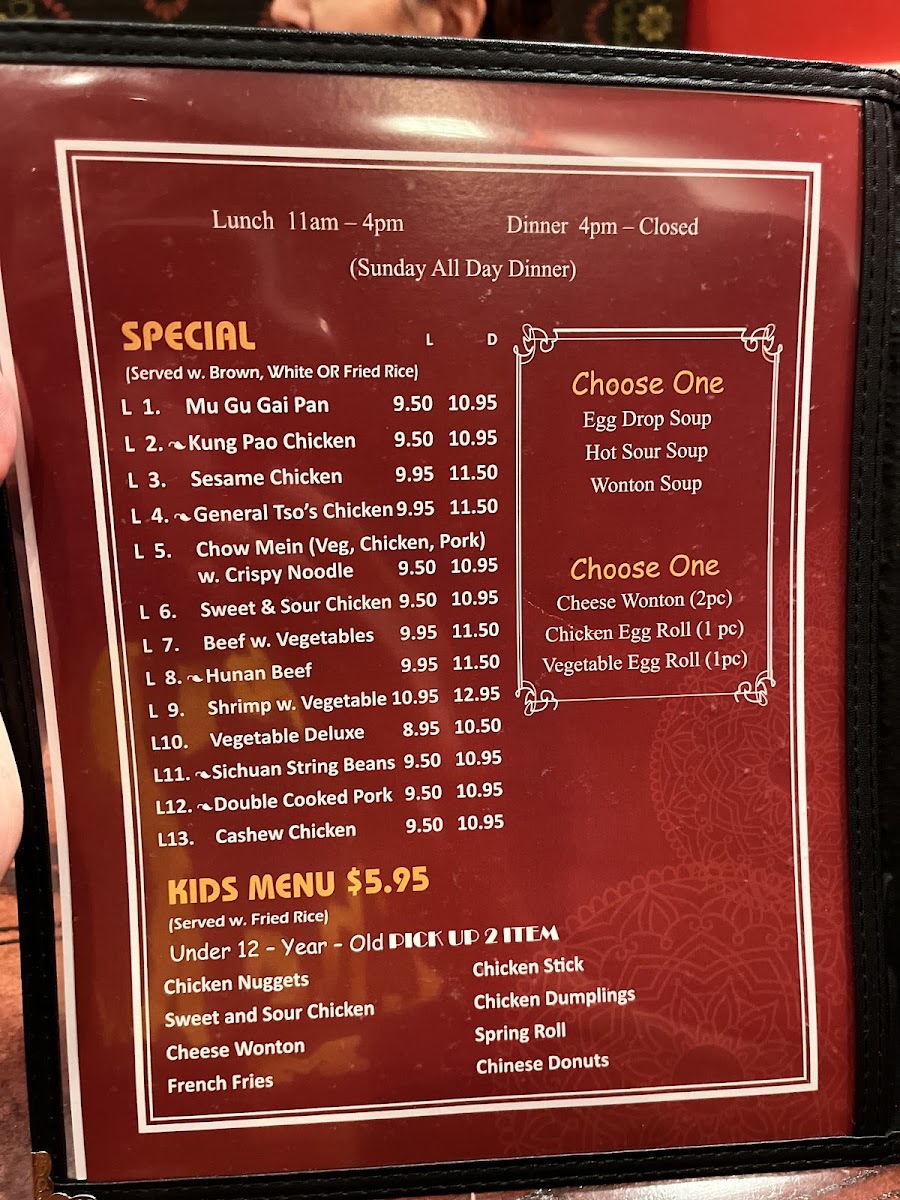 Lunch 11am – 4pm Dinner 4pm – Closed
(Sunday All Day Dinner)
SPECIAL L D
(Served w. Brown, White OR Fried Rice)
L 1. Mu Gu Gai Pan 9.50 10.95
L 2. Kung Pao Chicken 9.50 10.95
L 3. Sesame Chicken 9.95 11.50
L 4. General Tso's Chicken 9.95 11.50
L 5. Chow Mein (Veg, Chicken, Pork)
w. Crispy Noodle 9.50 10.95
L 6. Sweet & Sour Chicken 9.50 10.95
L 7. Beef w. Vegetables 9.95 11.50
L 8. Hunan Beef 9.95 11.50
L 9. Shrimp w. Vegetable 10.95 12.95
L10. Vegetable Deluxe 8.95 10.50
L11. Sichuan String Beans 9.50 10.95
L12. Double Cooked Pork 9.50 10.95
L13. Cashew Chicken 9.50 10.95
Choose One
Egg Drop Soup
Hot Sour Soup
Wonton Soup
Choose One
Cheese Wonton (2pc)
Chicken Egg Roll (1 pc)
Vegetable Egg Roll (1pc)
KIDS MENU $5.95
(Served w. Fried Rice)
Under 12 - Year - Old PICK UP 2 ITEM
Chicken Nuggets
Sweet and Sour Chicken
Cheese Wonton
French Fries
Chicken Stick
Chicken Dumplings
Spring Roll
Chinese Donuts